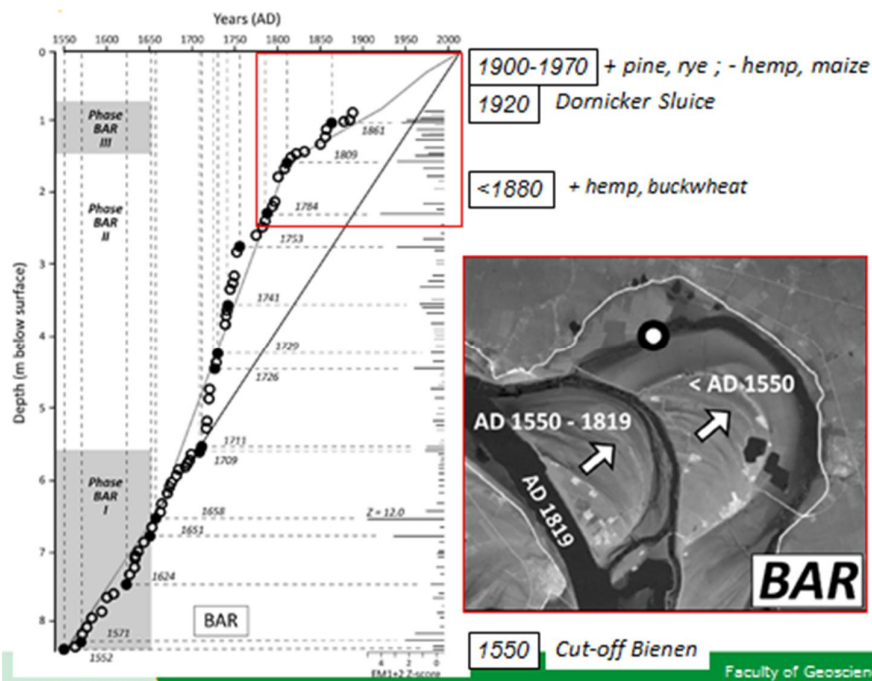 Years (AD)
1550 1600 1650 1700 1750 1800 1850 1900 1950 2000
Depth (m below surface)
0
1
2
3
4
5
6
7
8
Phase
BAR
III
Phase
BAR
II
Phase
BAR
I
1861
1809
1784
1753
1741
1729
1726
1711
1709
1658
Z = 12.0
1651
1624
1571
1552
BAR
4 2 0
EM1+2 Z-score
1900-1970 + pine, rye ; - hemp, maize
1920 Dornicker Sluice
<1880 + hemp, buckwheat
< AD 1550
AD 1550 - 1819
AD 1819
BAR
1550 Cut-off Bienen
Faculty of Geoscien